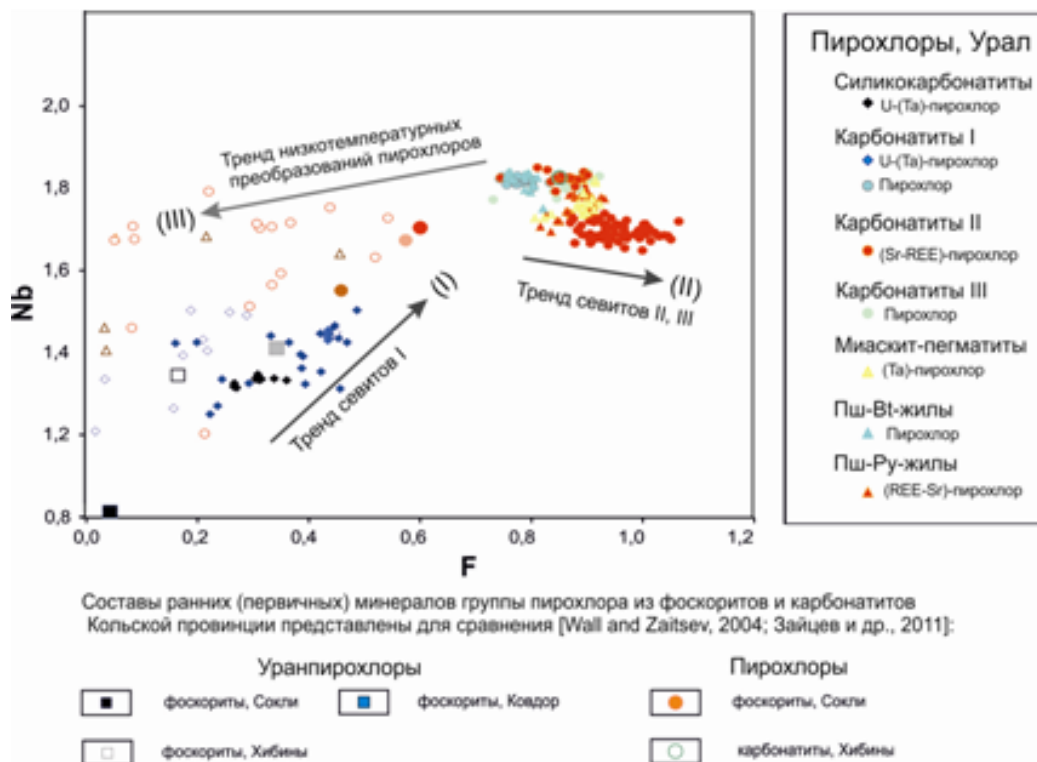 Nb
2,0
1,8
1,6
1,4
1,2
0,8
0,0
0,2
0,4
0,6
0,8
1,0
1,2
F
Тренд низкотемпературных
преобразований пирохлоров
(III)
(I)
Тренд севитов I
(II)
Тренд севитов II, III
Пирохлоры, Урал
Силикокарбонатиты
U-(Ta)-пирохлор
Карбонатиты I
U-(Ta)-пирохлор
Пирохлор
Карбонатиты II
(Sr-REE)-пирохлор
Карбонатиты III
Пирохлор
Миаскит-пегматиты
(Ta)-пирохлор
Пш-Bt-жилы
Пирохлор
Пш-Py-жилы
(REE-Sr)-пирохлор
Составы ранних (первичных) минералов группы пирохлора из фоскоритов и карбонатитов
Кольской провинции представлены для сравнения [Wall and Zaitsev, 2004; Зайцев и др., 2011]:
Уранпирохлоры
Пирохлоры
фоскориты, Сокли
фоскориты, Ковдор
фоскориты, Сокли
фоскориты, Хибины
карбонатиты, Хибины